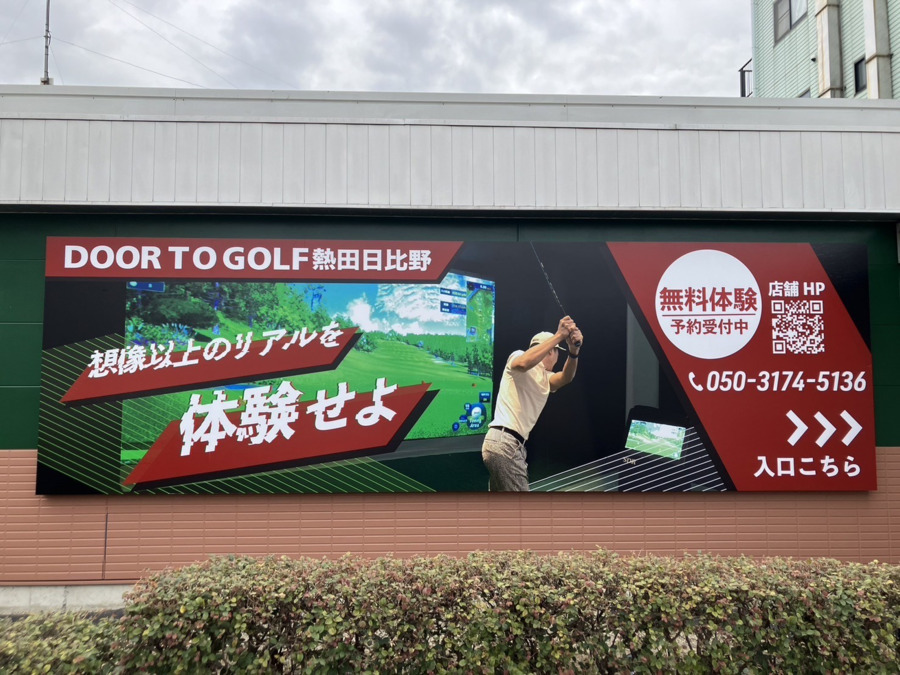 DOOR TO GOLF熱田日比野
想像以上のリアルを
体験せよ
無料体験
予約受付中
店舗 HP
050-3174-5136
入口こちら